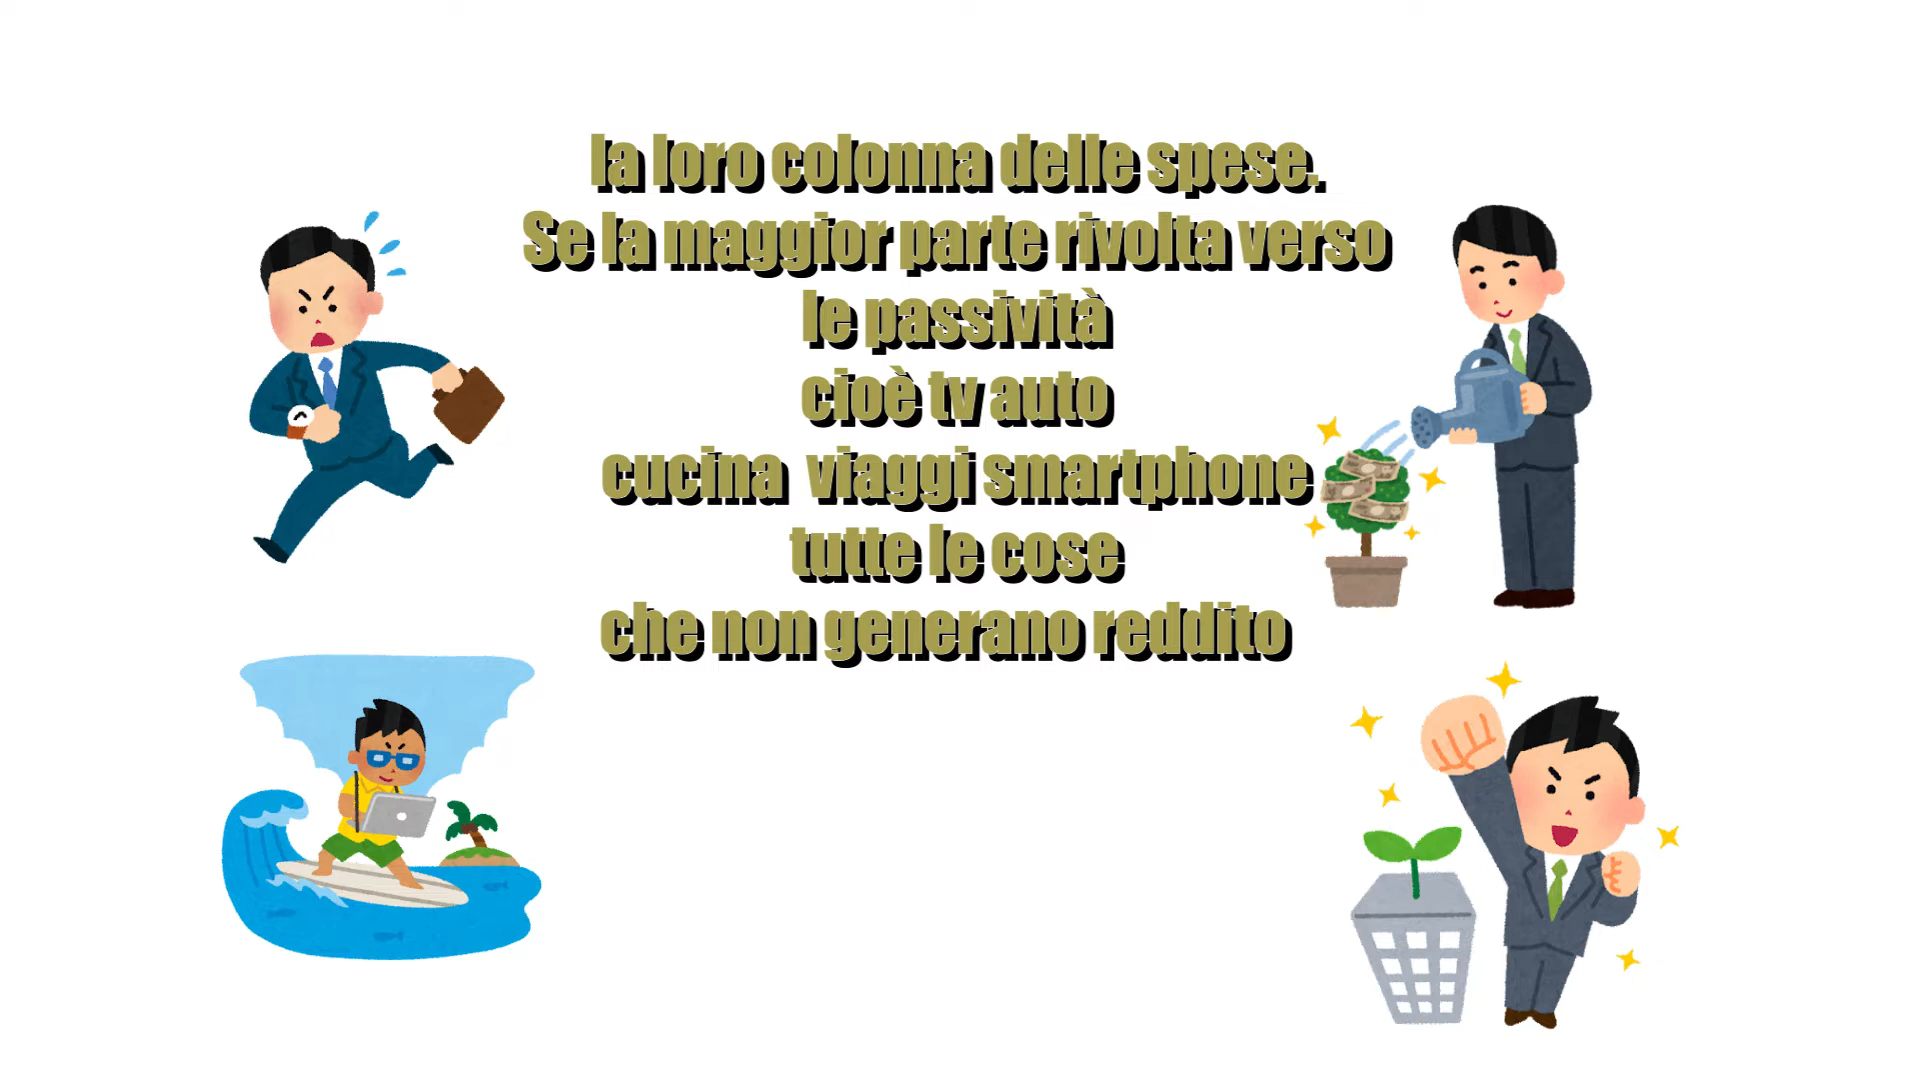 la loro colonna delle spese.
Se la maggior parte rivolta verso
le passività
cioè tv auto
cucina  viaggi smartphone
tutte le cose
che non generano reddito